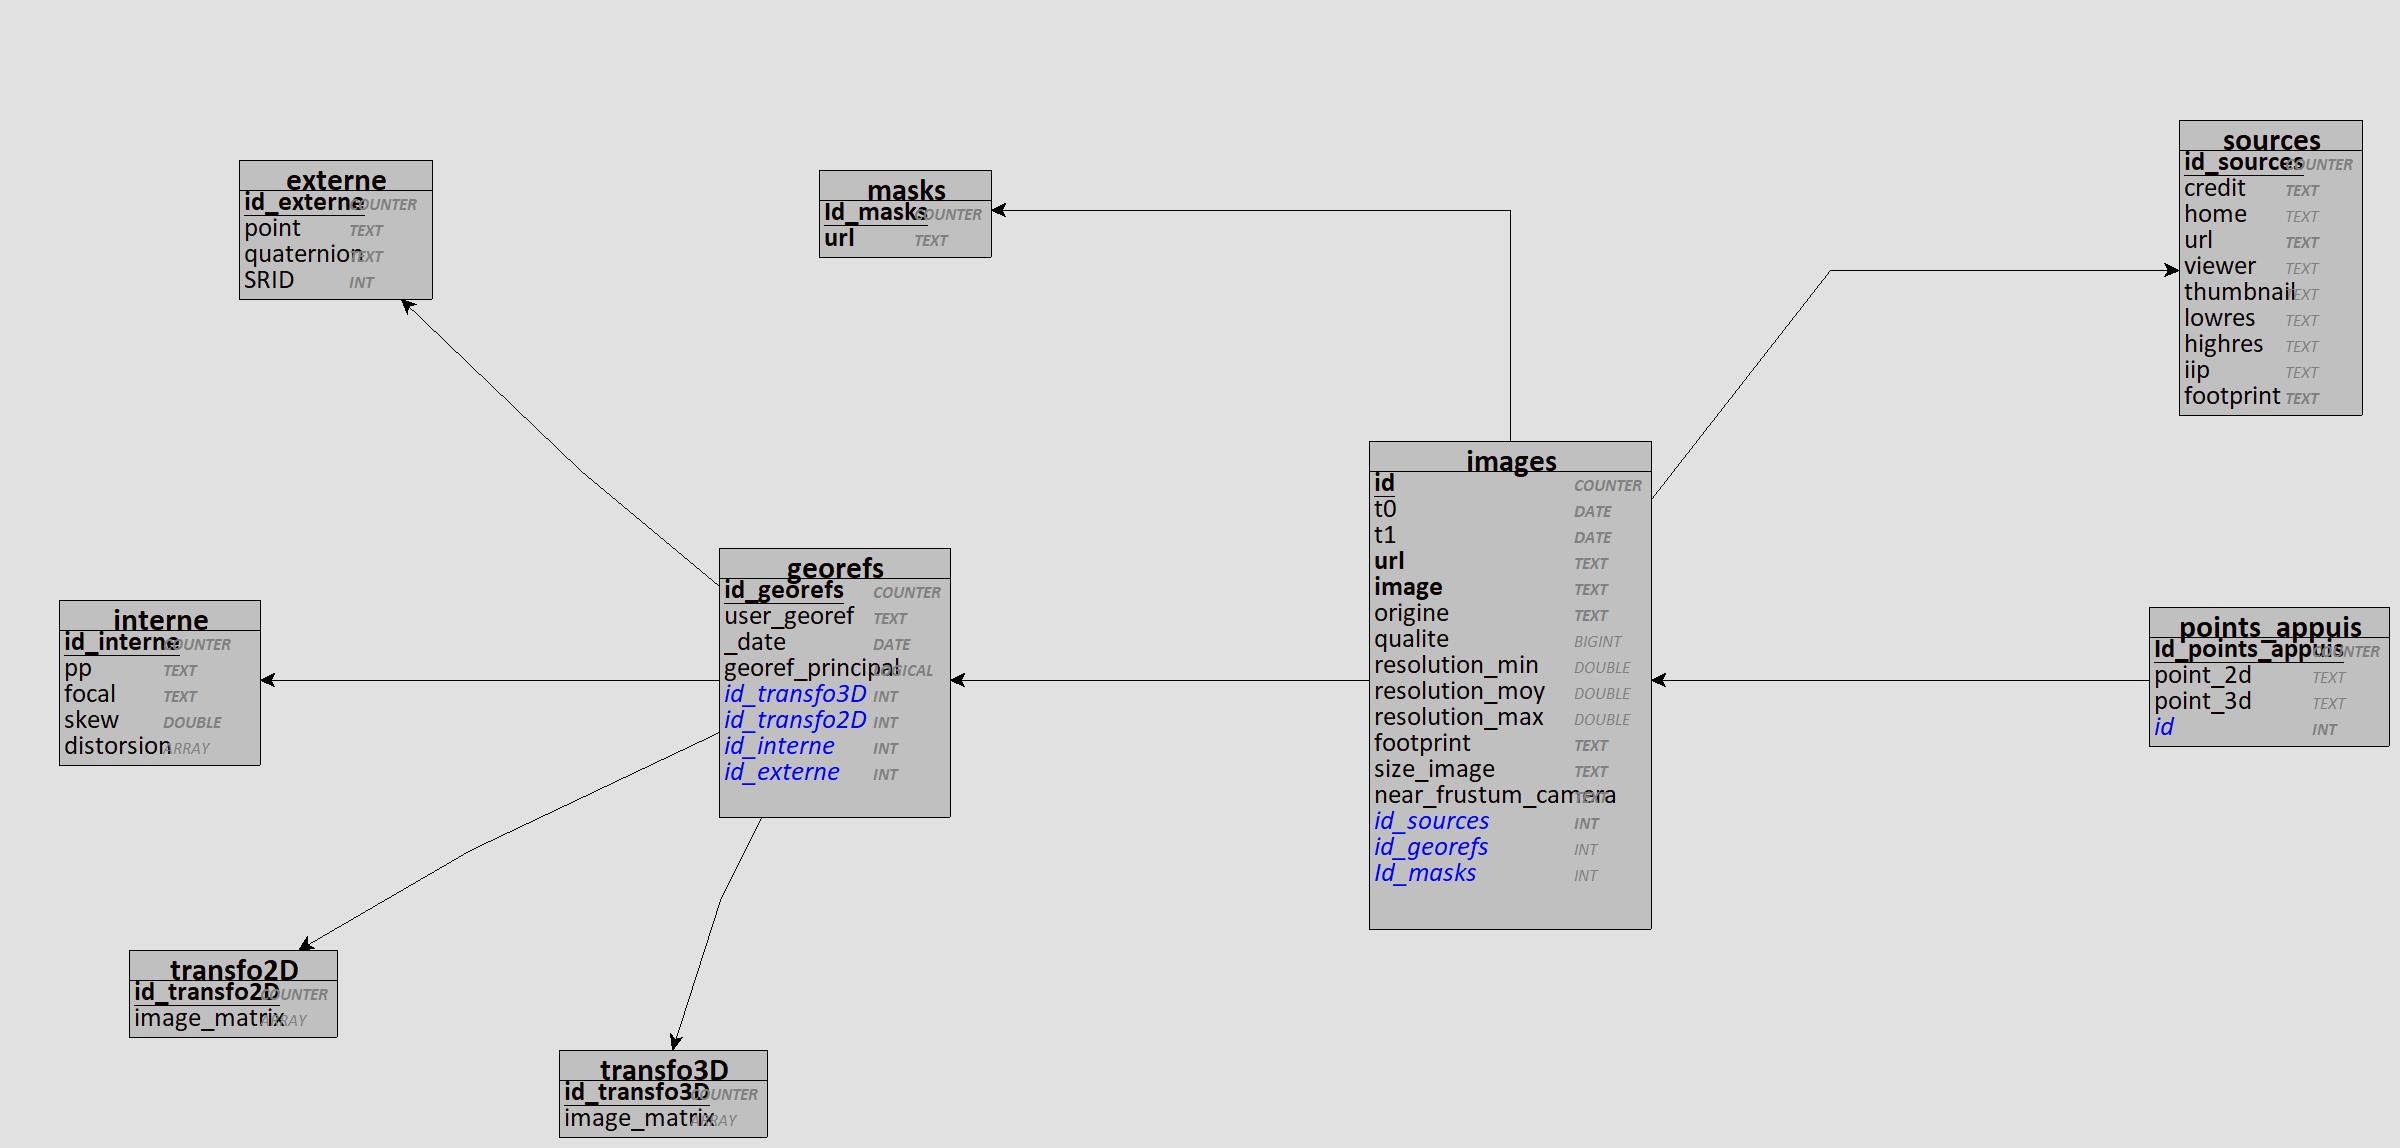 externe
id_externe COUNTER
point TEXT
quaternion TEXT
SRID INT
masks
Id_masks COUNTER
url TEXT
sources
id_sources COUNTER
credit TEXT
home TEXT
url TEXT
viewer TEXT
thumbnail TEXT
lowres TEXT
highres TEXT
iip TEXT
footprint TEXT
images
id COUNTER
t0 DATE
t1 DATE
url TEXT
image TEXT
origine TEXT
qualite BIGINT
resolution_min DOUBLE
resolution_moy DOUBLE
resolution_max DOUBLE
footprint TEXT
size_image TEXT
near_frustum_camera TEXT
id_sources INT
id_georefs INT
Id_masks INT
georefs
id_georefs COUNTER
user_georef TEXT
_date DATE
georef_principal LOGICAL
id_transfo3D INT
id_transfo2D INT
id_interne INT
id_externe INT
interne
id_interne COUNTER
pp TEXT
focal TEXT
skew DOUBLE
distorsion ARRAY
points_appuis
Id_points_appuis COUNTER
point_2d TEXT
point_3d TEXT
id INT
transfo2D
id_transfo2D COUNTER
image_matrix ARRAY
transfo3D
id_transfo3D COUNTER
image_matrix ARRAY